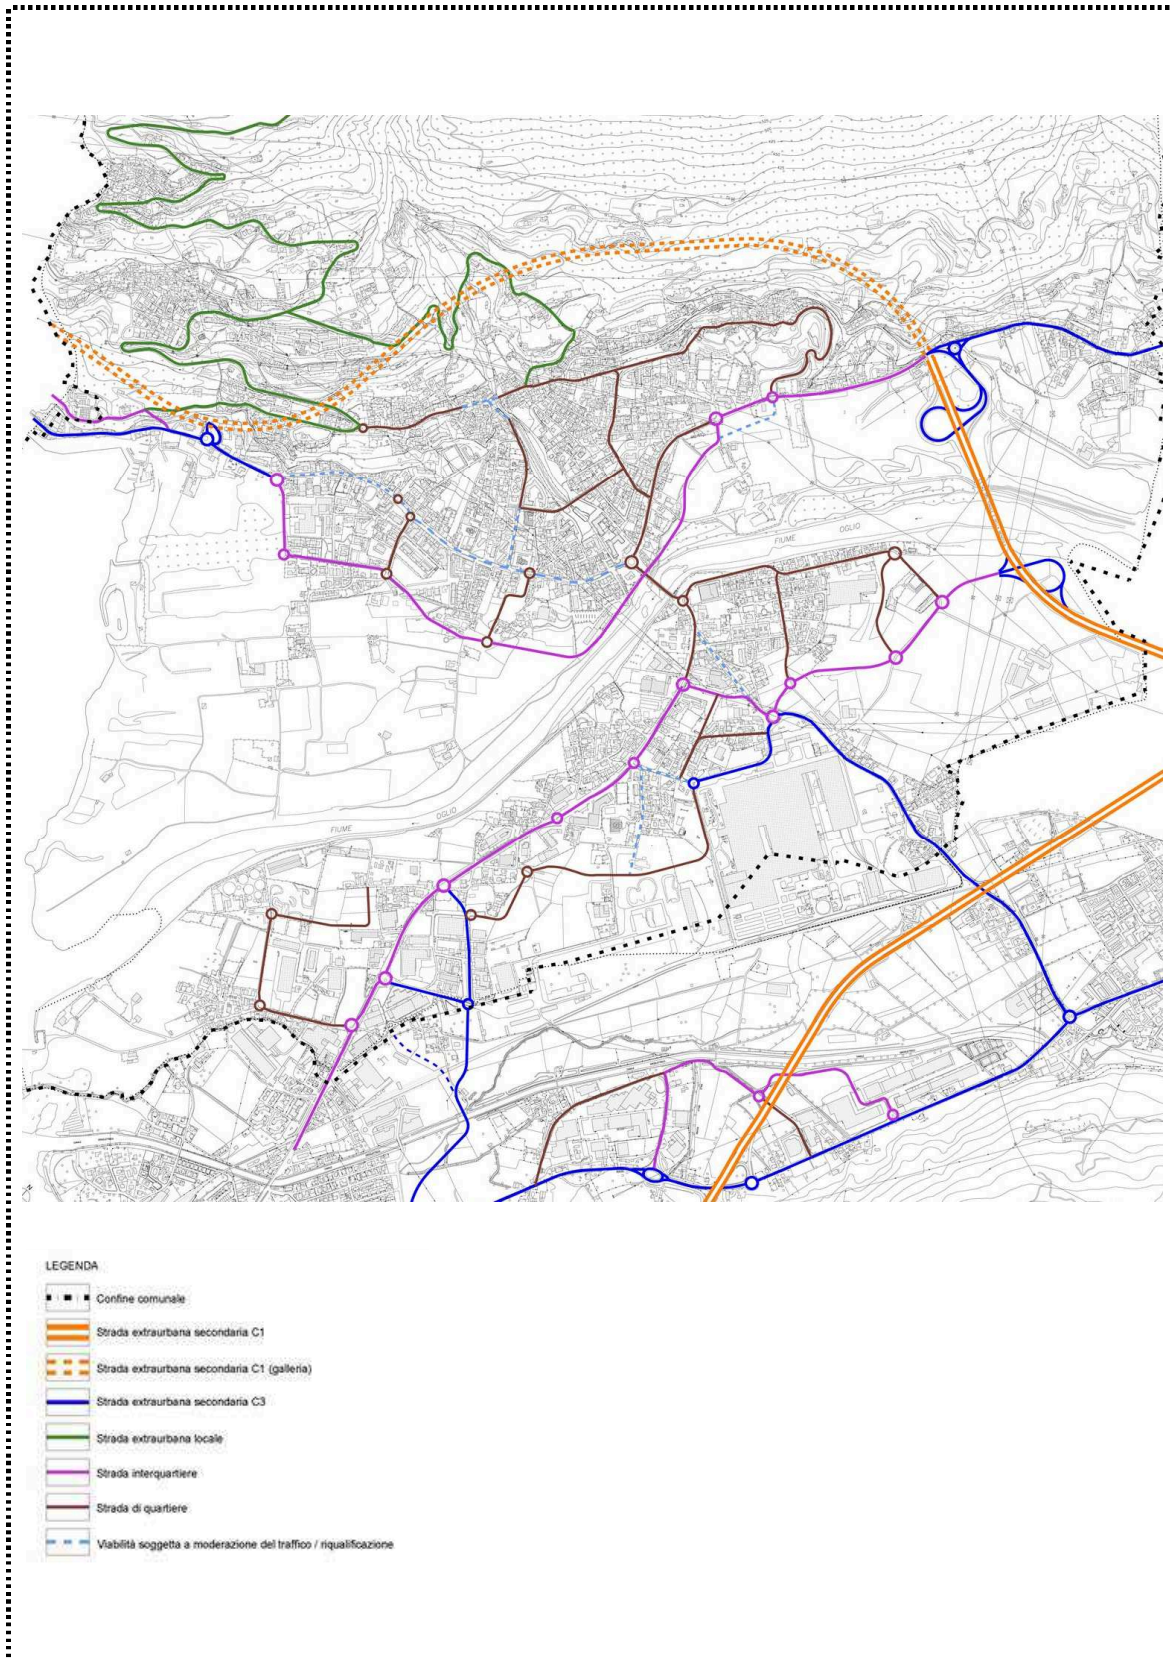 OGLIO
FIUME
OGLIO
FIUME
LEGENDA
Confine comunale
Strada extraurbana secondaria C1
Strada extraurbana secondaria C1 (galleria)
Strada extraurbana secondaria C3
Strada extraurbana locale
Strada interquartiere
Strada di quartiere
Viabilità soggetta a moderazione del traffico / riqualificazione